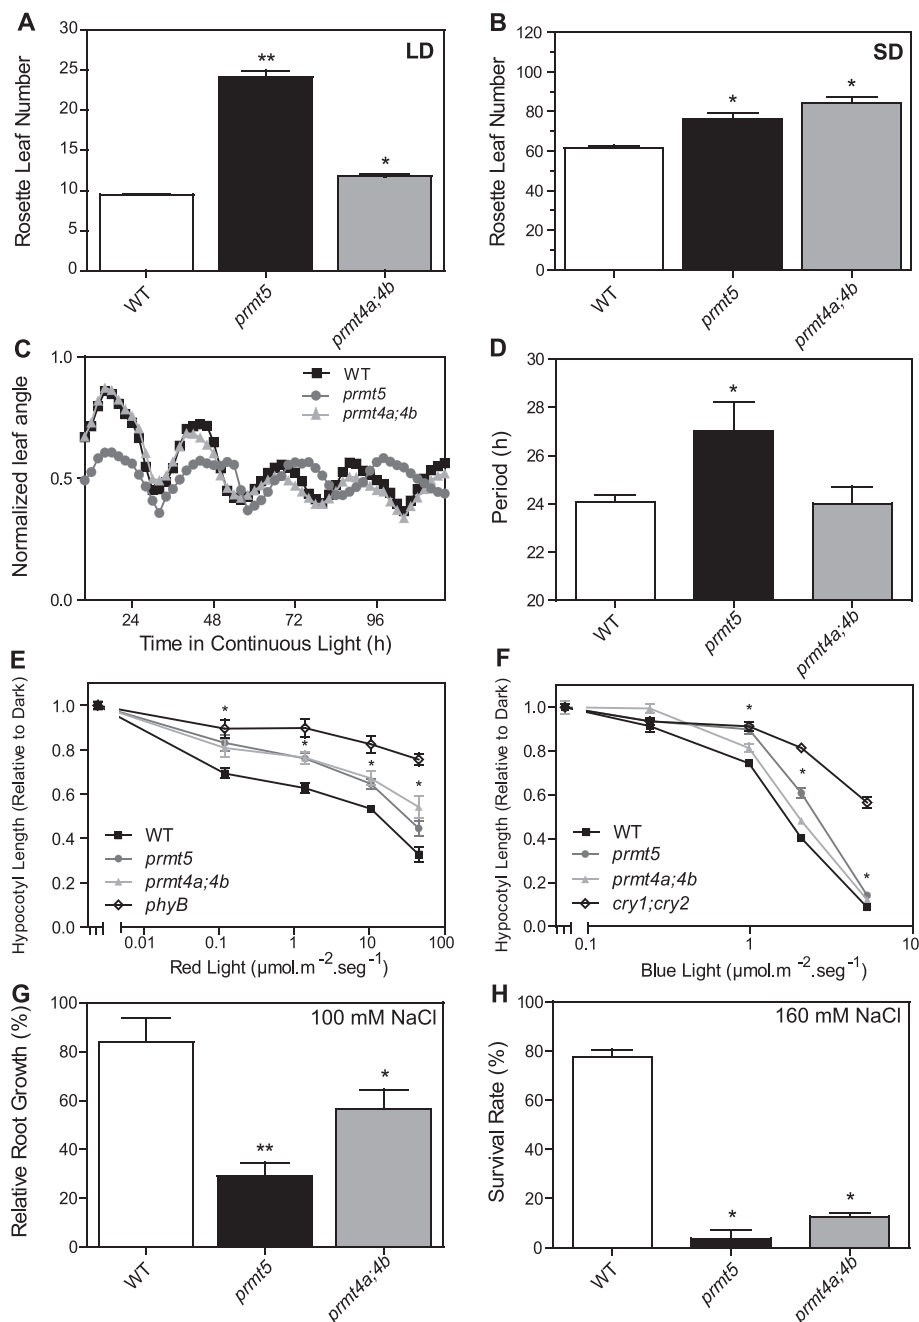 A
LD
Rosette Leaf Number
30
25
20
15
10
5
0
**
*
WT
prmt5
prmt4a;4b
B
SD
Rosette Leaf Number
120
100
80
60
40
20
0
*
*
WT
prmt5
prmt4a;4b
C
Normalized leaf angle
1.0
0.5
0.0
WT
prmt5
prmt4a;4b
24
48
72
96
Time in Continuous Light (h)
D
Period (h)
30
28
26
24
22
20
*
WT
prmt5
prmt4a;4b
E
Hypocotyl Length (Relative to Dark)
1.0
0.8
0.6
0.4
0.2
0.0
*
*
*
*
WT
prmt5
prmt4a;4b
phyB
0.01
0.1
1
10
100
Red Light (µmol.m⁻².seg⁻¹)
F
Hypocotyl Length (Relative to Dark)
1.0
0.8
0.6
0.4
0.2
0.0
*
*
*
WT
prmt5
prmt4a;4b
cry1;cry2
0.1
1
10
Blue Light (µmol.m⁻².seg⁻¹)
G
100 mM NaCl
Relative Root Growth (%)
100
80
60
40
20
0
**
*
WT
prmt5
prmt4a;4b
H
160 mM NaCl
Survival Rate (%)
100
80
60
40
20
0
*
*
WT
prmt5
prmt4a;4b